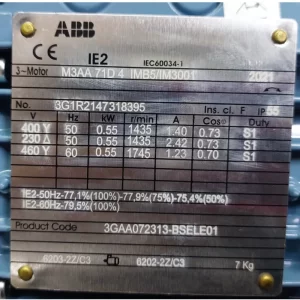 ABB
CE IE2 IEC60034-1
3~Motor M3AA 71D 4 IMB5/IM3001 2021
No. 3G1R2147318395 Ins. cl. F IP 55
V Hz kW r/min A Cosφ Duty
400 Y 50 0.55 1435 1.40 0.73 S1
230 Δ 50 0.55 1435 2.42 0.73 S1
460 Y 60 0.55 1745 1.23 0.70 S1
IE2-50Hz-77,1%(100%)-77,9%(75%)-75,4%(50%)
IE2-60Hz-79,5%(100%)
Product Code 3GAA072313-BSELE01
6203-2Z/C3 6202-2Z/C3 7 Kg